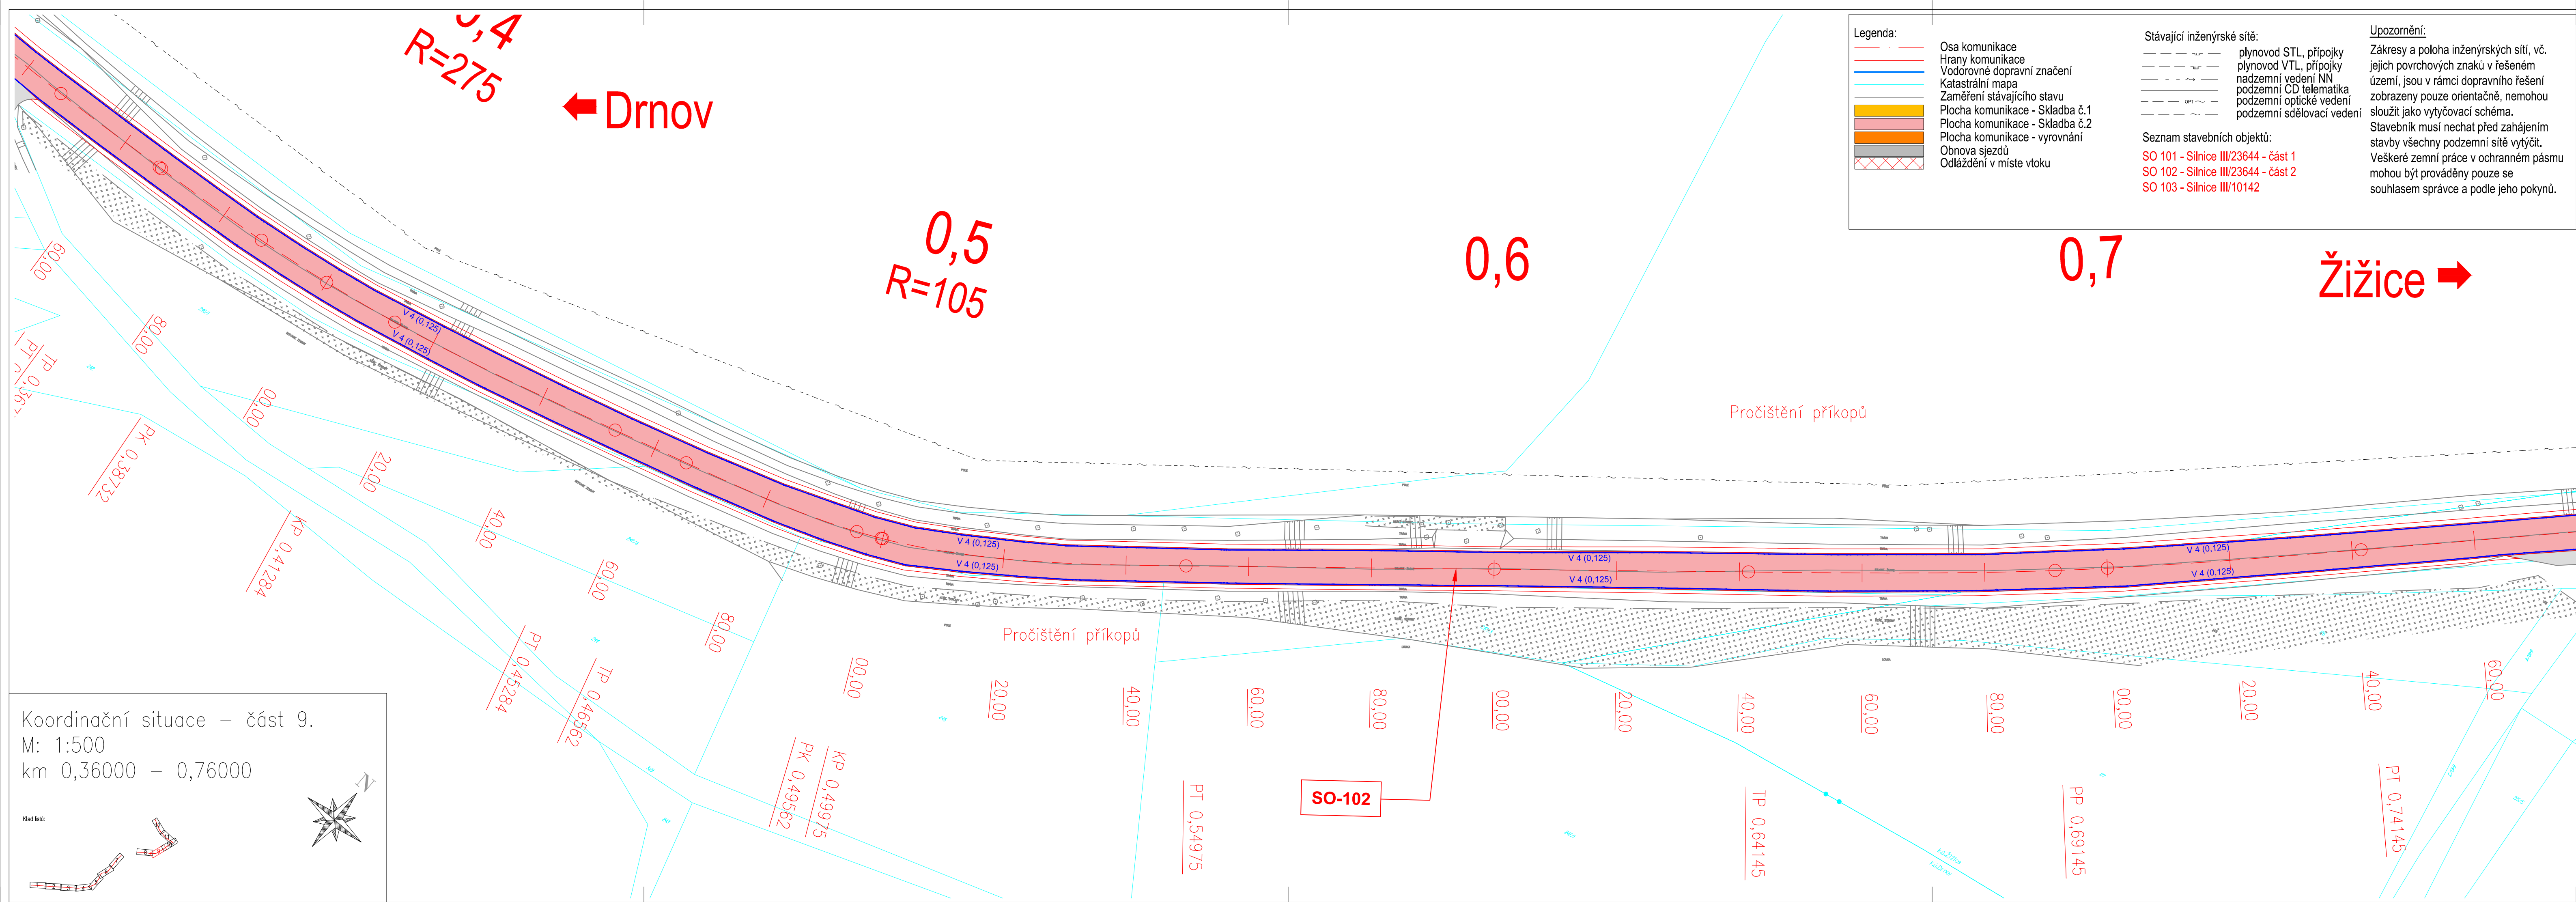 0,4
R=275
Drnov
0,5
R=105
0,6
0,7
Žižice
Legenda:
Osa komunikace
Hrany komunikace
Vodorovné dopravní značení
Katastrální mapa
Zaměření stávajícího stavu
Plocha komunikace - Skladba č.1
Plocha komunikace - Skladba č.2
Plocha komunikace - vyrovnání
Obnova sjezdů
Odláždění v místě vtoku
Stávající inženýrské sítě:
plynovod STL, přípojky
plynovod VTL, přípojky
nadzemní vedení NN
podzemní CD telematika
OPT podzemní optické vedení
podzemní sdělovací vedení
Seznam stavebních objektů:
SO 101 - Silnice III/23644 - část 1
SO 102 - Silnice III/23644 - část 2
SO 103 - Silnice III/10142
Upozornění:
Zákresy a poloha inženýrských sítí, vč.
jejich povrchových znaků v řešeném
území, jsou v rámci dopravního řešení
zobrazeny pouze orientačně, nemohou
sloužit jako vytyčovací schéma.
Stavebník musí nechat před zahájením
stavby všechny podzemní sítě vytýčit.
Veškeré zemní práce v ochranném pásmu
mohou být prováděny pouze se
souhlasem správce a podle jeho pokynů.
V 4 (0,125)
V 4 (0,125)
V 4 (0,125)
V 4 (0,125)
V 4 (0,125)
V 4 (0,125)
V 4 (0,125)
V 4 (0,125)
Pročištění příkopů
Pročištění příkopů
60,00
80,00
00,00
20,00
40,00
60,00
80,00
00,00
20,00
40,00
60,00
80,00
00,00
20,00
40,00
60,00
80,00
00,00
20,00
40,00
60,00
PK 0,38732
KP 0,41284
PT 0,45284
TP 0,46562
PK 0,49562
KP 0,49975
PT 0,54975
TP 0,64145
PP 0,69145
PT 0,74145
SO-102
Koordinační situace – část 9.
M: 1:500
km 0,36000 – 0,76000
N
Klad listů: